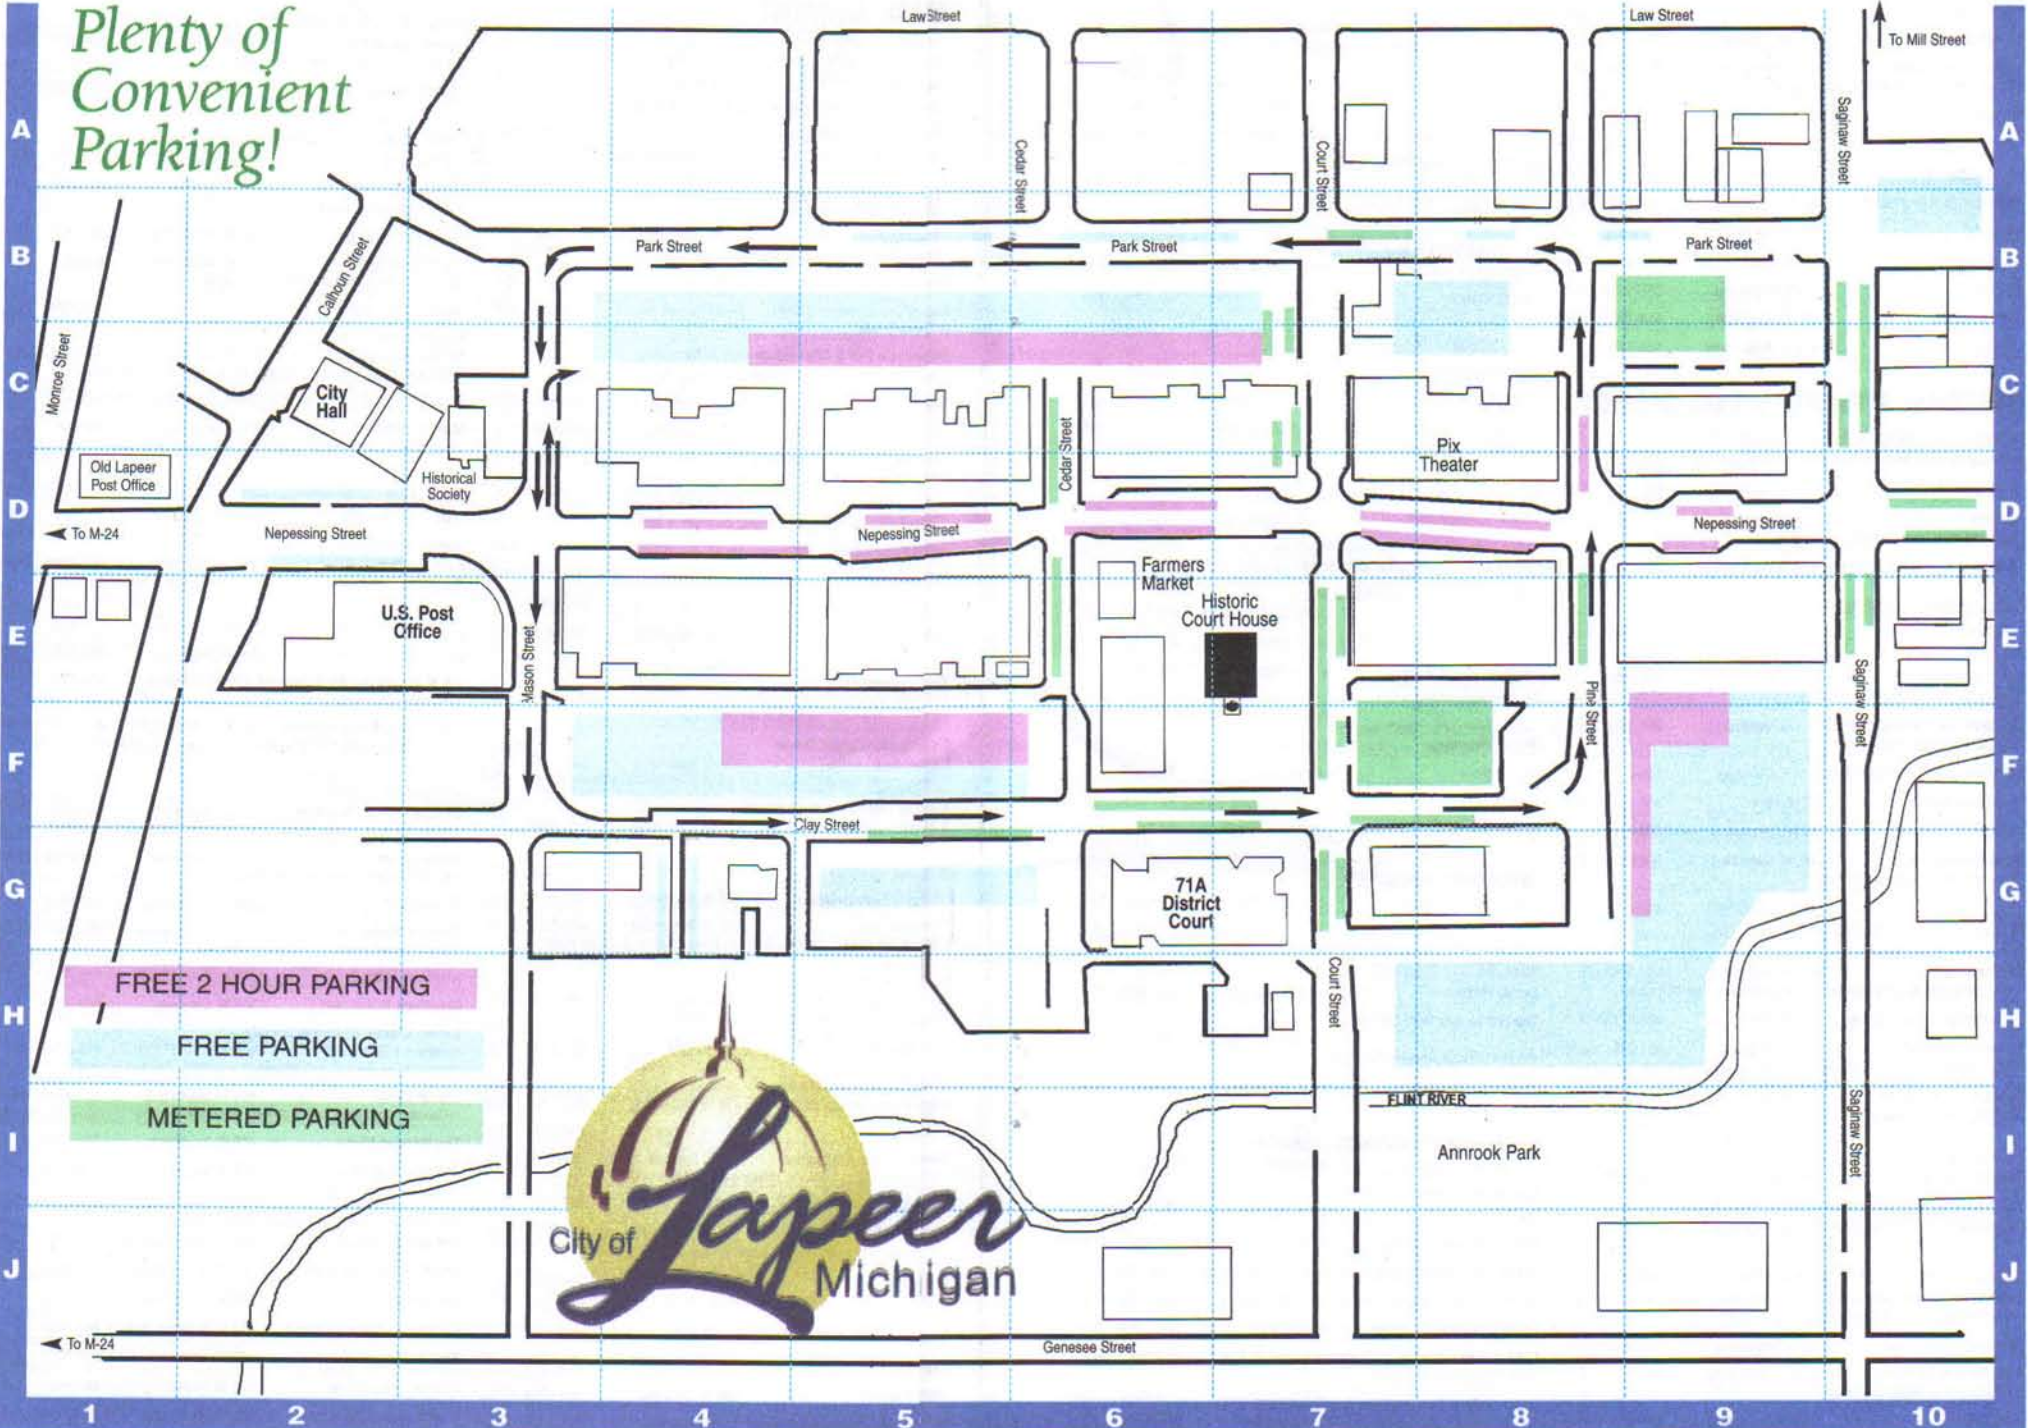 Plenty of
Convenient
Parking!
Law Street
Law Street
To Mill Street
A
A
Cedar Street
Court Street
Saginaw Street
B
Calhoun Street
Park Street
Park Street
Park Street
B
Monroe Street
C
City
Hall
C
Cedar Street
Pix
Theater
Old Lapeer
Post Office
Historical
Society
D
D
To M-24
Nepessing Street
Nepessing Street
Nepessing Street
Farmers
Market
Historic
Court House
U.S. Post
Office
E
E
Mason Street
Pine Street
Saginaw Street
F
F
Clay Street
G
71A
District
Court
G
FREE 2 HOUR PARKING
H
Court Street
H
FREE PARKING
METERED PARKING
FLINT RIVER
Saginaw Street
I
Annrook Park
I
City of
Lapeer
Michigan
J
J
To M-24
Genesee Street
1
2
3
4
5
6
7
8
9
10